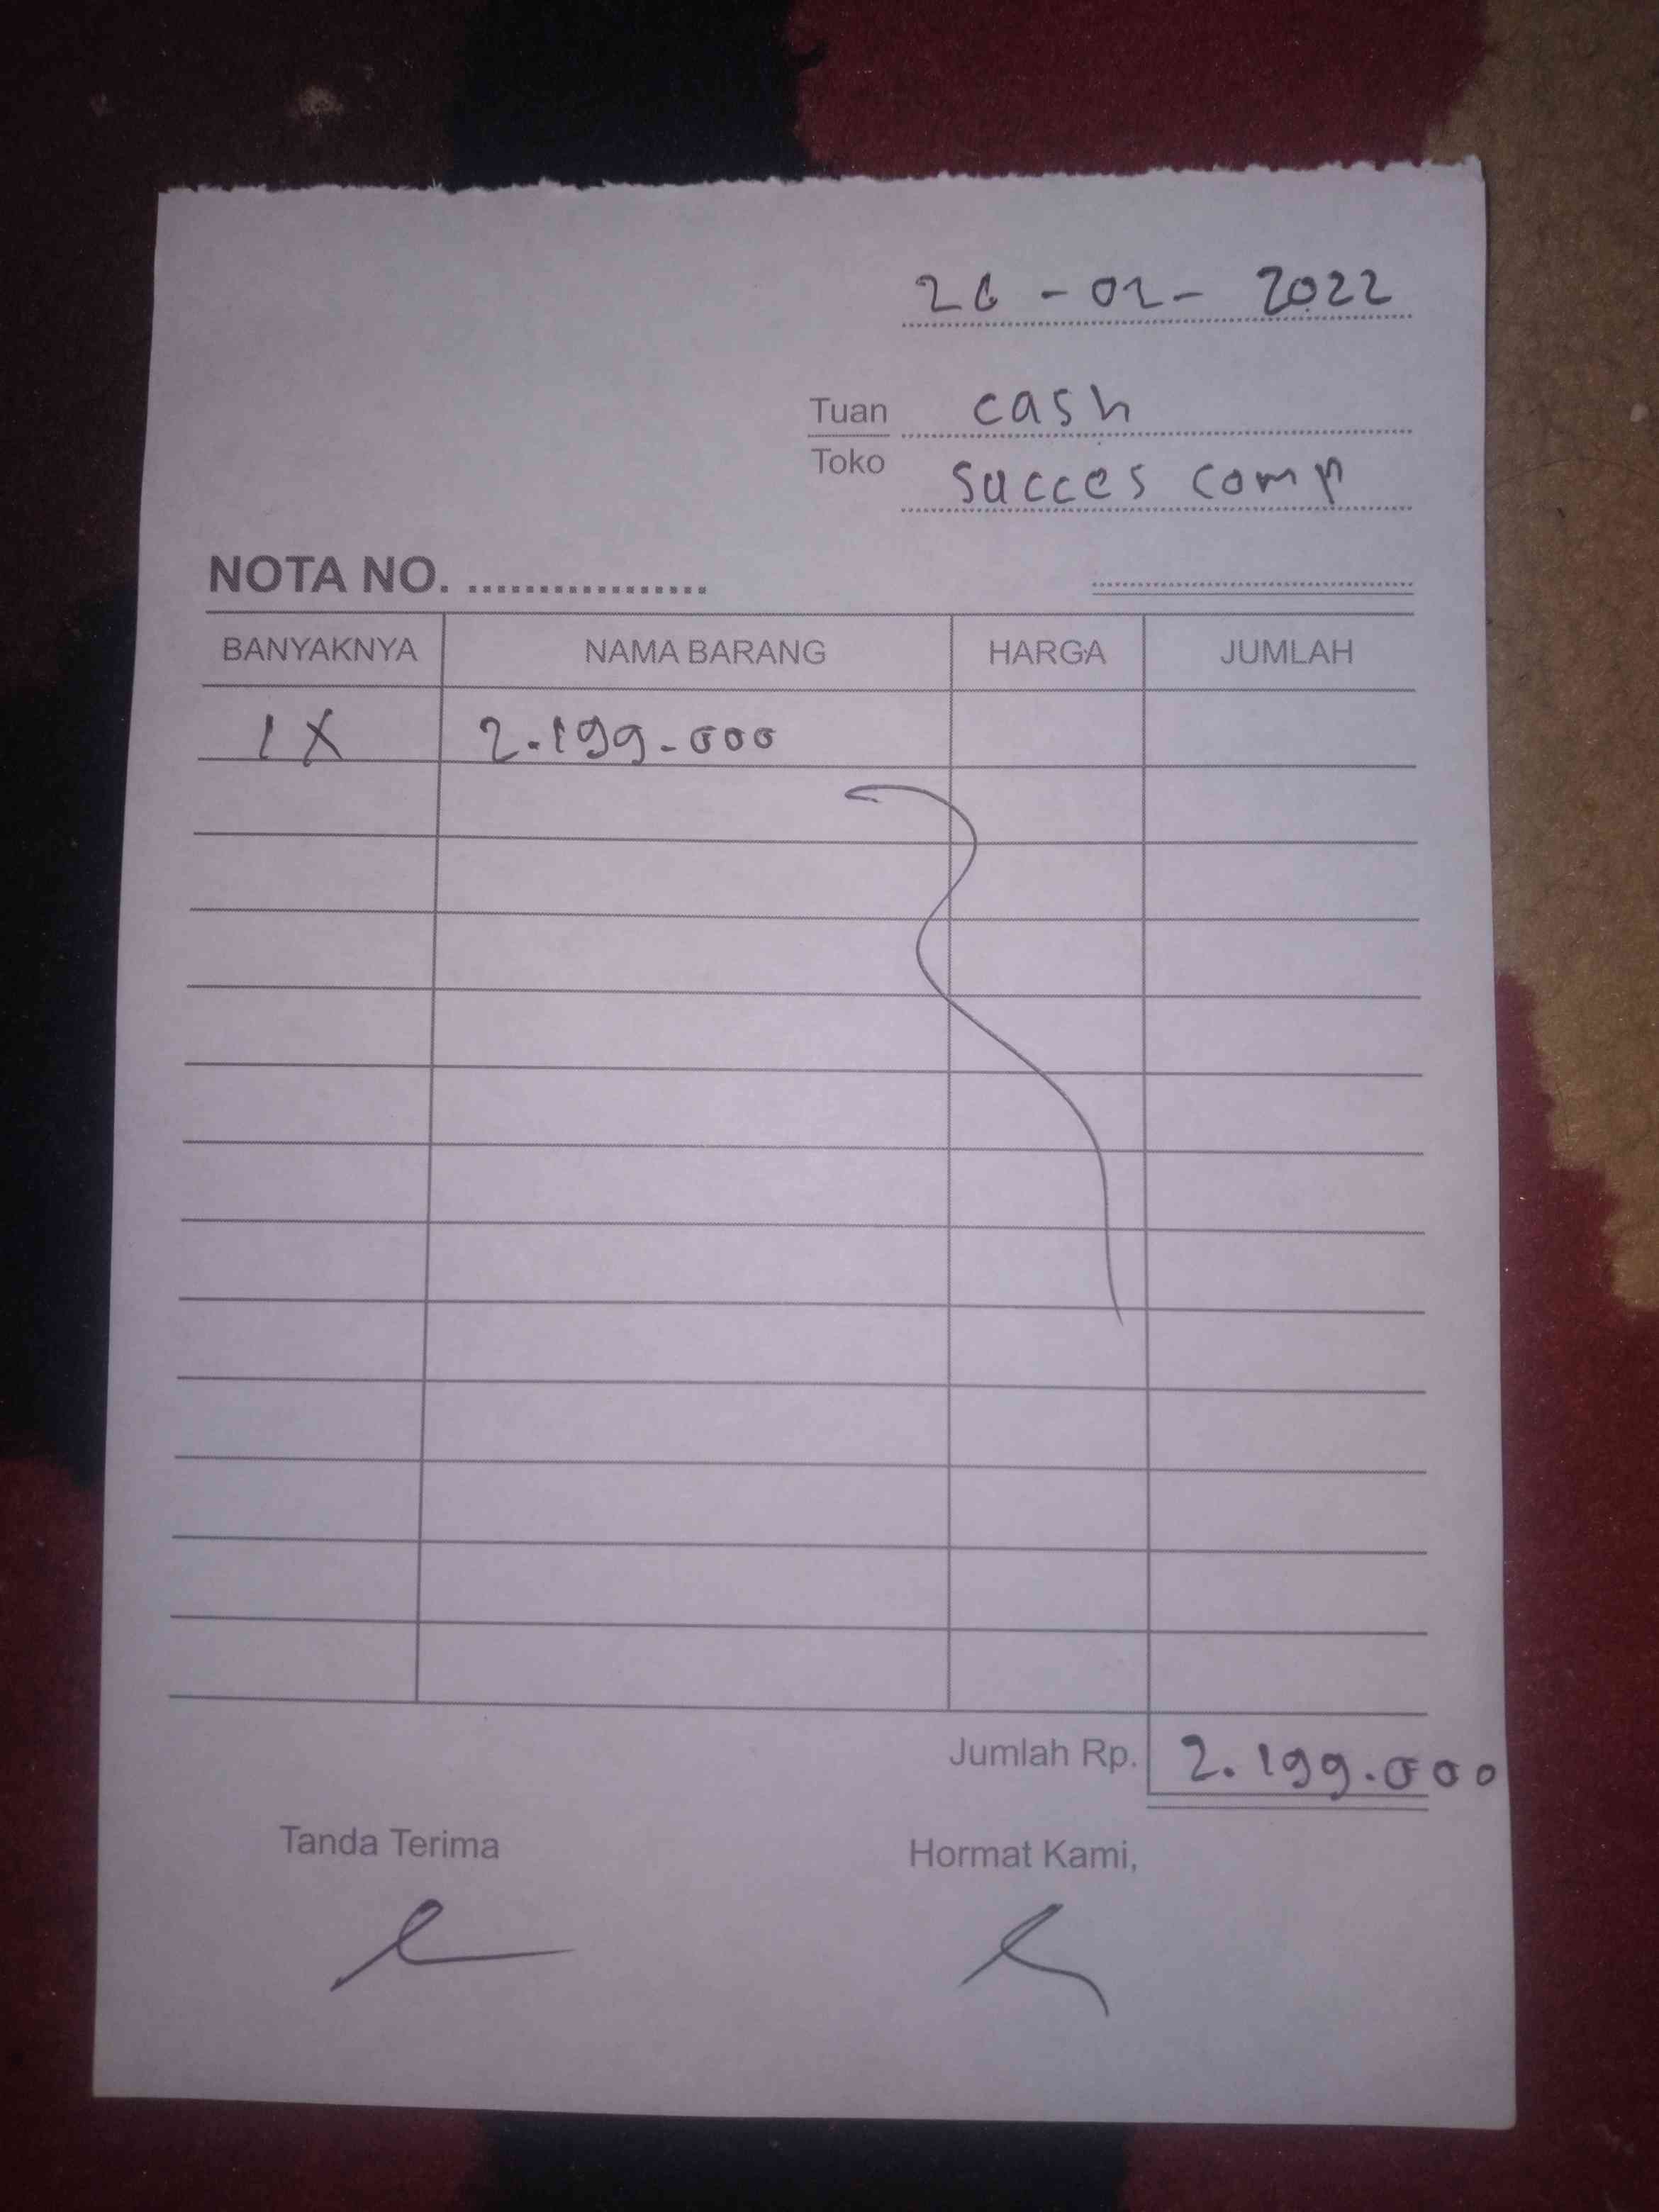 26 - 02 - 2022
Tuan cash
Toko succes comp
NOTA NO. .................
BANYAKNYA NAMA BARANG HARGA JUMLAH
1 X 2.199.000
Jumlah Rp. 2.199.000
Tanda Terima Hormat Kami,